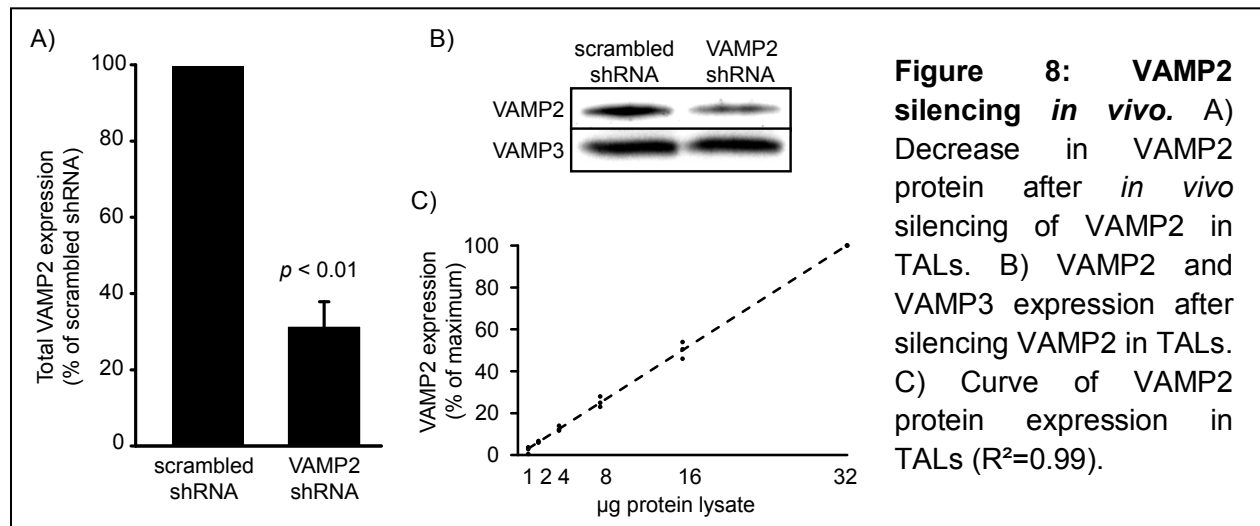 A)
Total VAMP2 expression
(% of scrambled shRNA)
100
80
60
40
20
0
p < 0.01
scrambled
shRNA
VAMP2
shRNA
B)
scrambled
shRNA
VAMP2
shRNA
VAMP2
VAMP3
C)
VAMP2 expression
(% of maximum)
100
80
60
40
20
0
1 2 4 8 16 32
µg protein lysate
Figure 8: VAMP2
silencing in vivo. A)
Decrease in VAMP2
protein after in vivo
silencing of VAMP2 in
TALs. B) VAMP2 and
VAMP3 expression after
silencing VAMP2 in TALs.
C) Curve of VAMP2
protein expression in
TALs (R²=0.99).